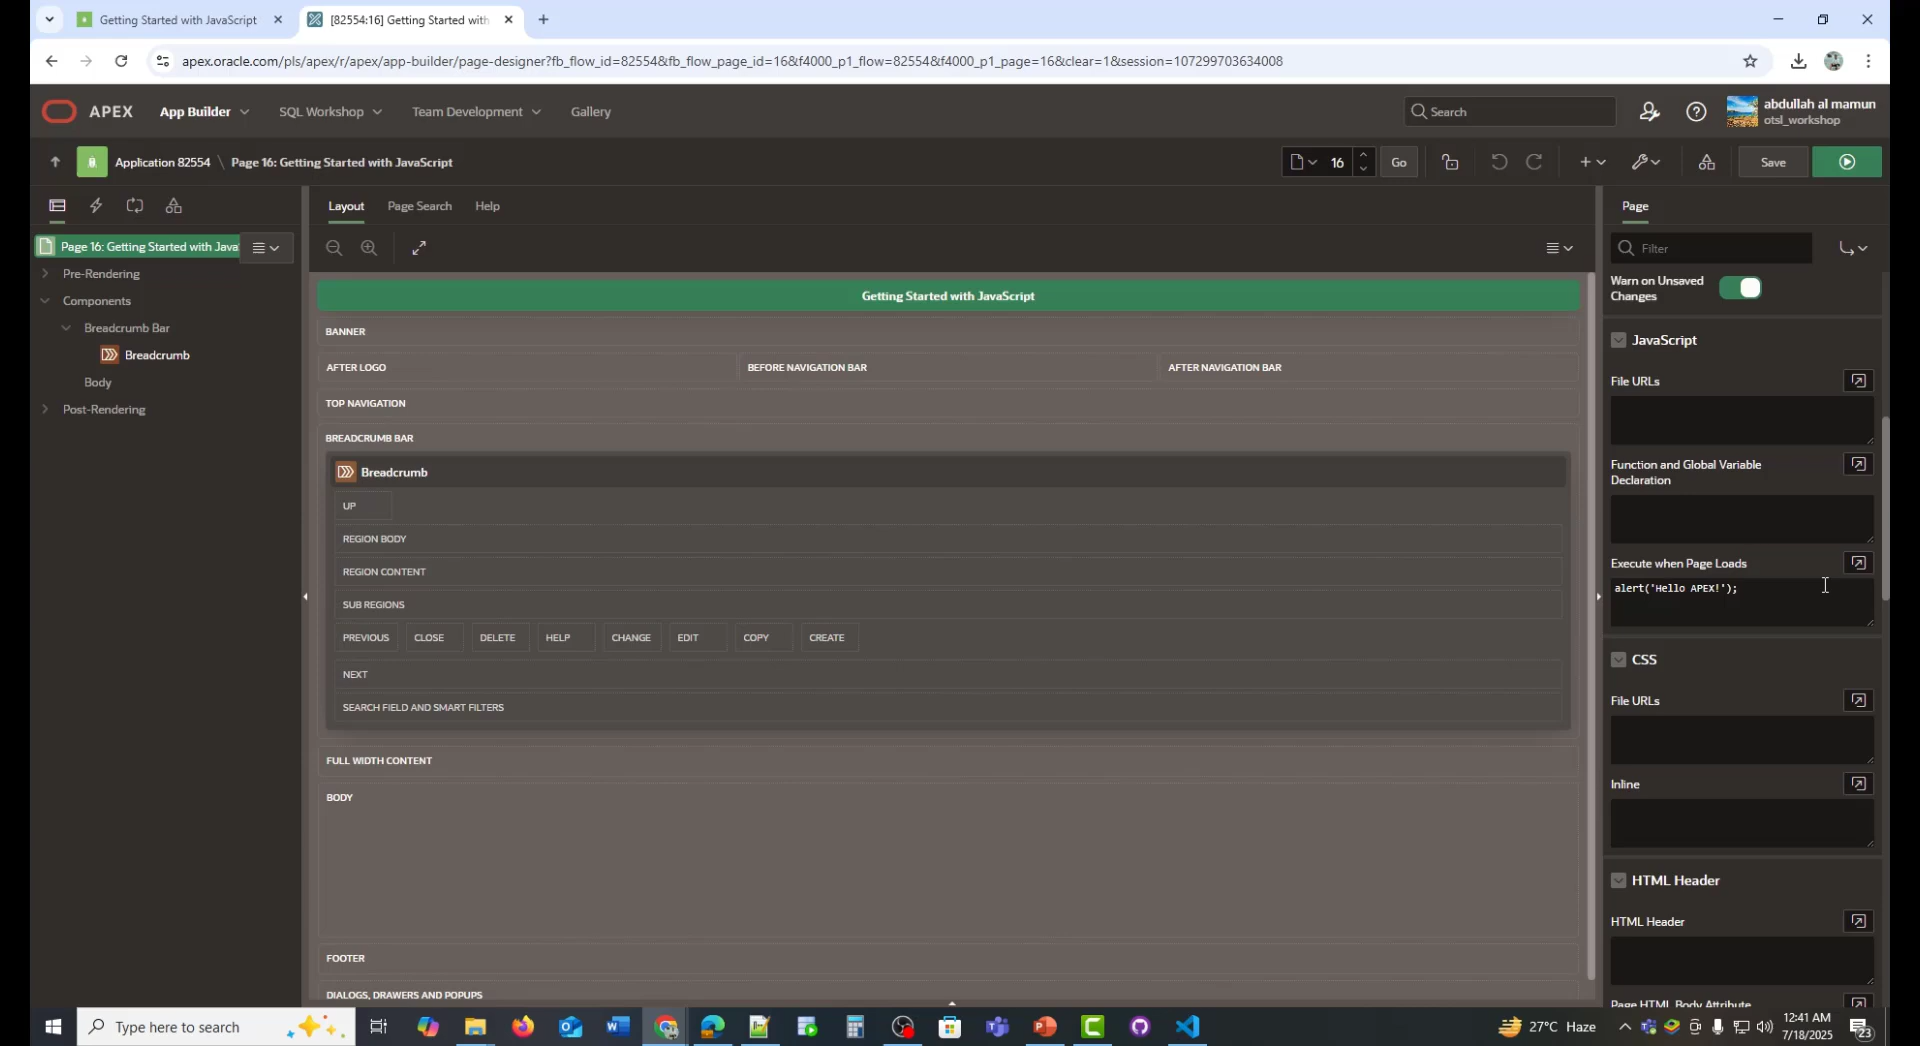 Getting Started with JavaScript
[82554:16] Getting Started with
apex.oracle.com/pls/apex/r/apex/app-builder/page-designer?fb_flow_id=82554&fb_flow_page_id=16&f4000_p1_flow=82554&f4000_p1_page=16&clear=1&session=107299703634008
APEX
App Builder
SQL Workshop
Team Development
Gallery
Search
abdullah al mamun
otsl_workshop
Application 82554 \ Page 16: Getting Started with JavaScript
16
Go
Save
Layout
Page Search
Help
Page
Page 16: Getting Started with Java
Pre-Rendering
Components
Breadcrumb Bar
Breadcrumb
Body
Post-Rendering
Getting Started with JavaScript
BANNER
AFTER LOGO
BEFORE NAVIGATION BAR
AFTER NAVIGATION BAR
TOP NAVIGATION
BREADCRUMB BAR
Breadcrumb
UP
REGION BODY
REGION CONTENT
SUB REGIONS
PREVIOUS
CLOSE
DELETE
HELP
CHANGE
EDIT
COPY
CREATE
NEXT
SEARCH FIELD AND SMART FILTERS
FULL WIDTH CONTENT
BODY
FOOTER
DIALOGS, DRAWERS AND POPUPS
Filter
Warn on Unsaved
Changes
JavaScript
File URLs
Function and Global Variable
Declaration
Execute when Page Loads
alert('Hello APEX!');
CSS
File URLs
Inline
HTML Header
HTML Header
Page HTML Body Attribute
Type here to search
27°C Haze
12:41 AM
7/18/2025
23